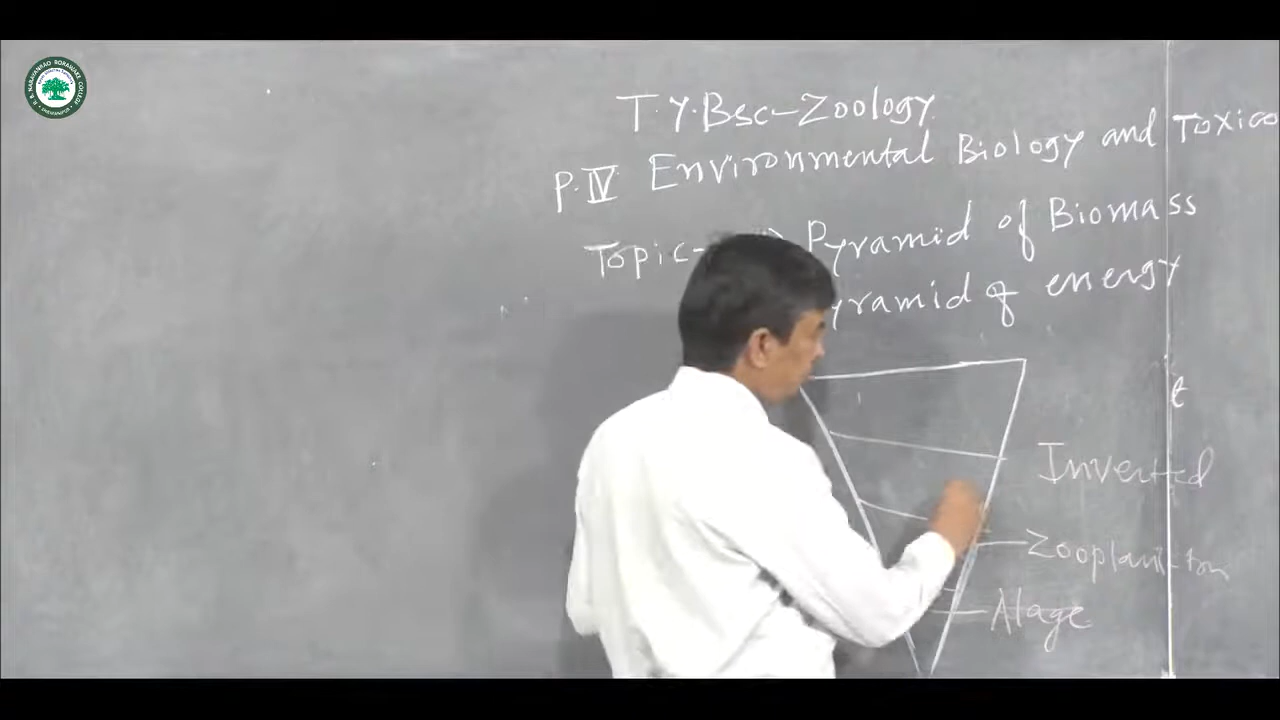 T.Y.Bsc-Zoology
P.IV Environmental Biology and Toxico
Topic- Pyramid of Biomass
yramid of energy
t
Inverted
Zooplankton
Alage